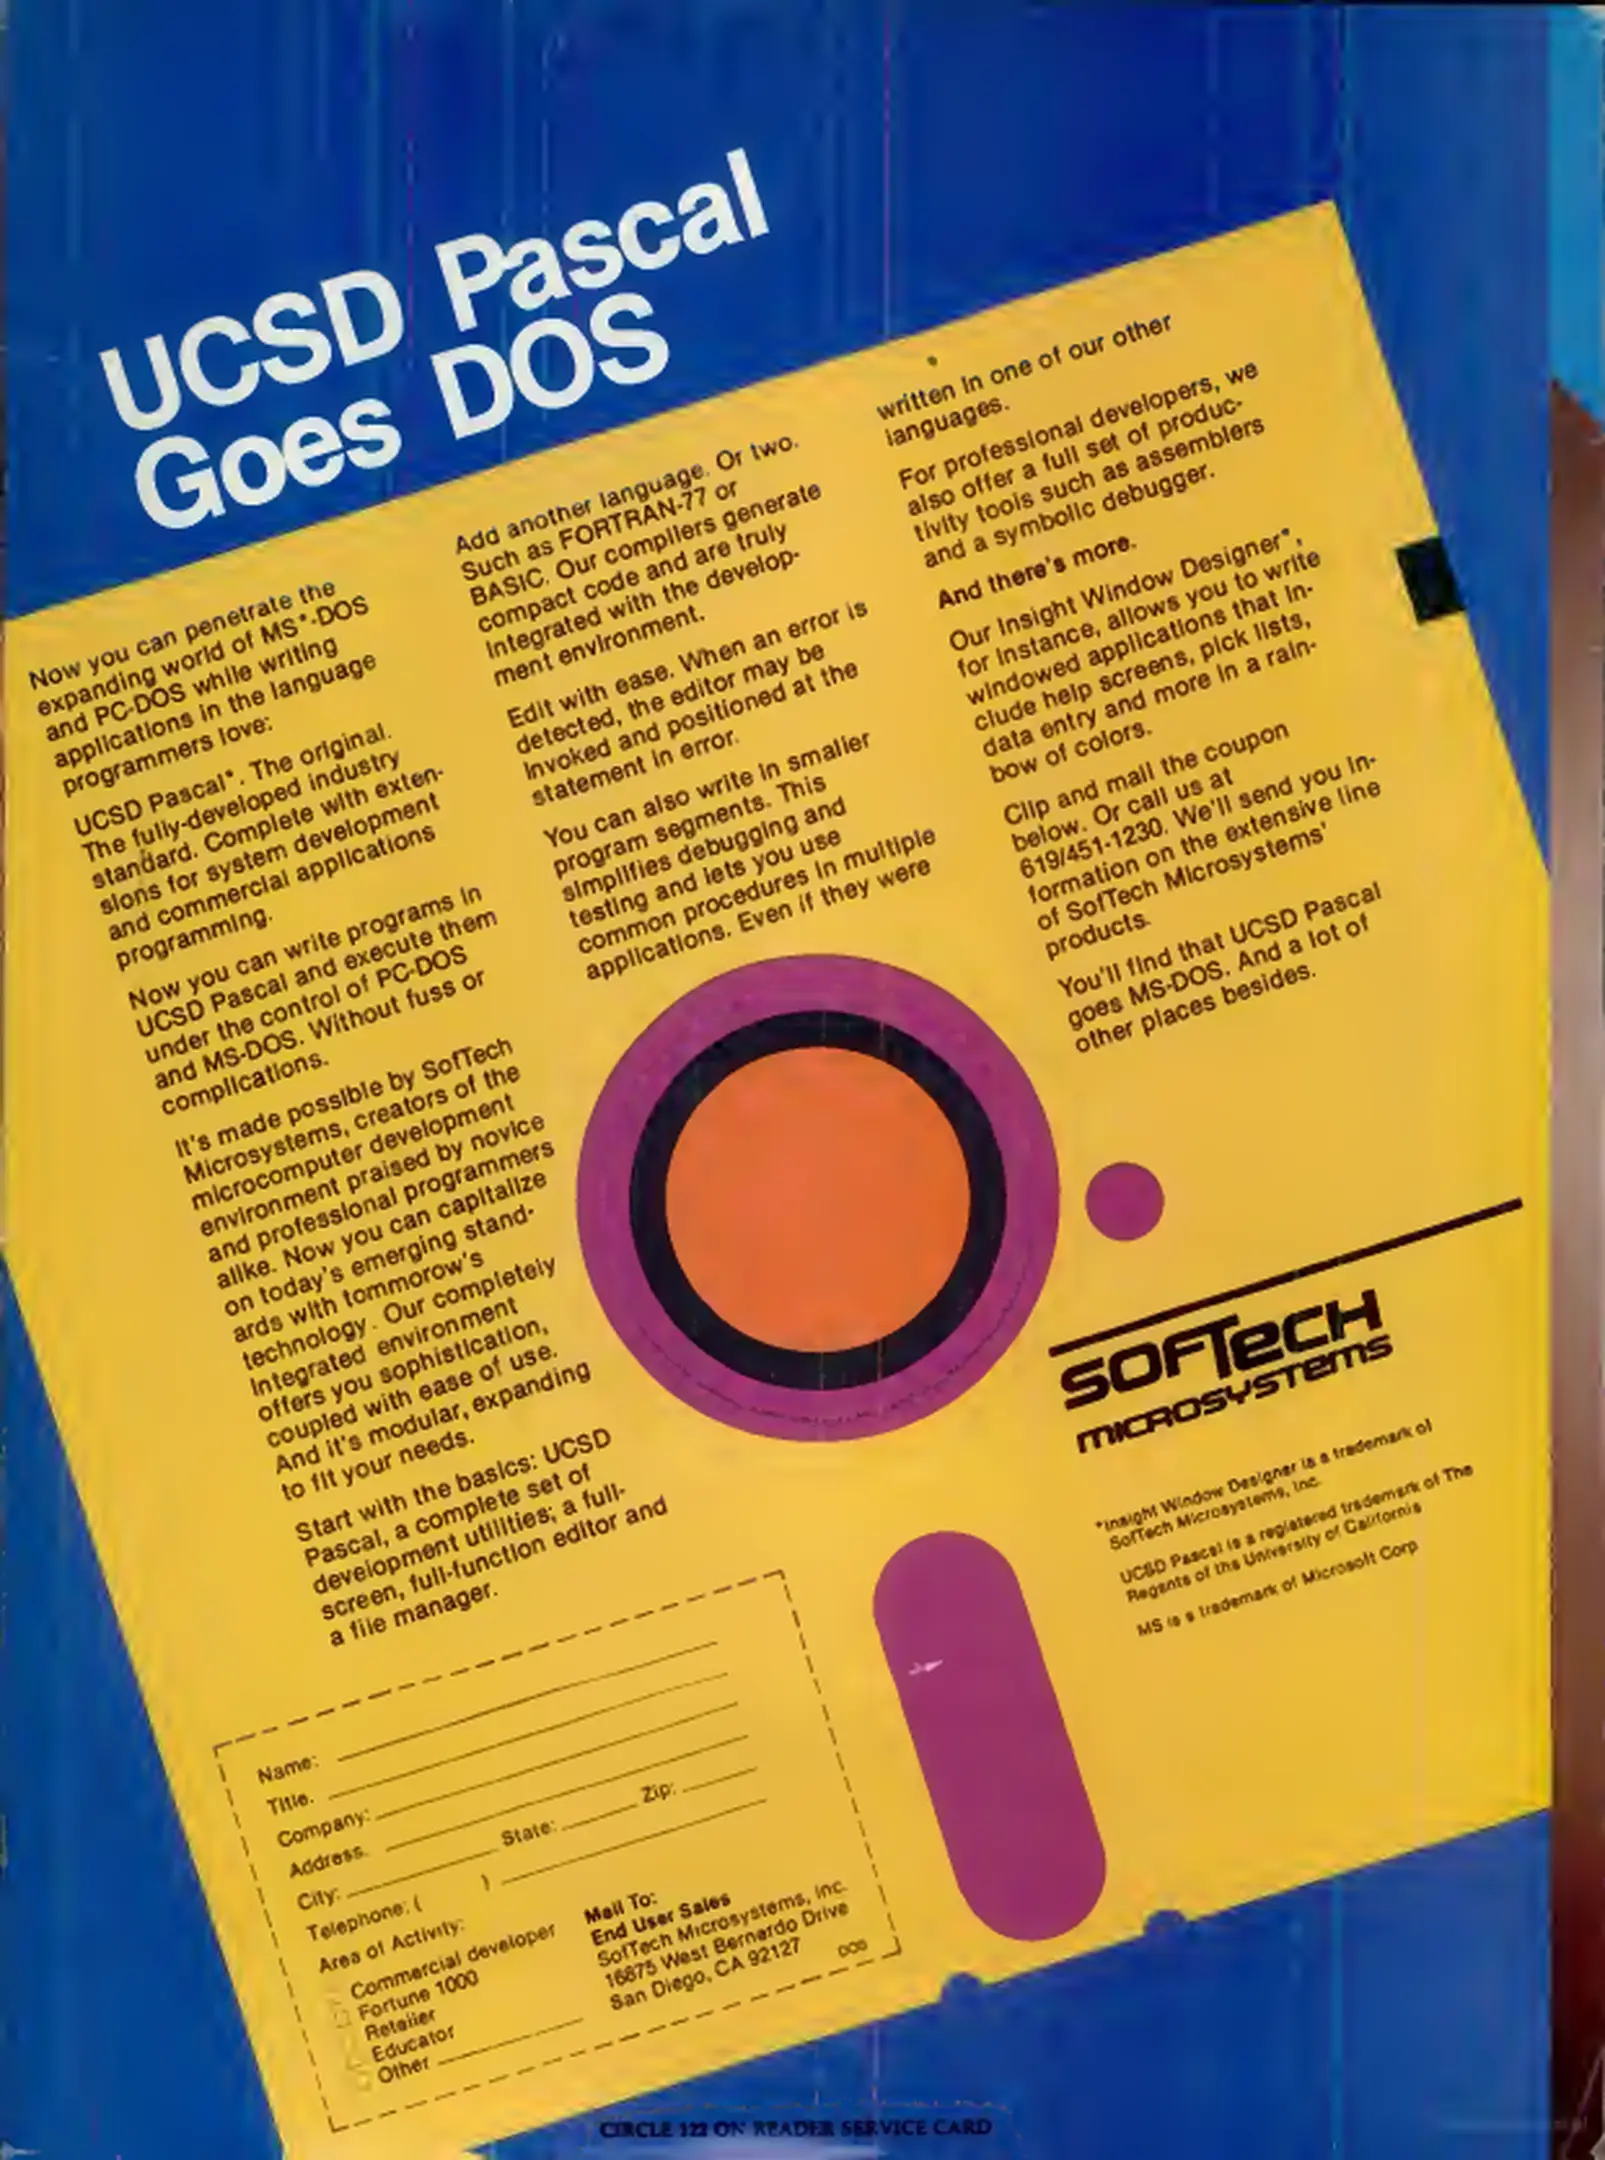 UCSD Pascal
Goes DOS
Now you can penetrate the
expanding world of MS*-DOS
and PC-DOS while writing
applications in the language
programmers love:
UCSD Pascal*. The original.
The fully-developed industry
standard. Complete with exten-
sions for system development
and commercial applications
programming.
Now you can write programs in
UCSD Pascal and execute them
under the control of PC-DOS
and MS-DOS. Without fuss or
complications.
It's made possible by SofTech
Microsystems, creators of the
microcomputer development
environment praised by novice
and professional programmers
alike. Now you can capitalize
on today's emerging stand-
ards with tommorow's
technology. Our completely
integrated environment
offers you sophistication,
coupled with ease of use.
And it's modular, expanding
to fit your needs.
Start with the basics: UCSD
Pascal, a complete set of
development utilities; a full-
screen, full-function editor and
a file manager.
Add another language. Or two.
Such as FORTRAN-77 or
BASIC. Our compilers generate
compact code and are truly
integrated with the develop-
ment environment.
Edit with ease. When an error is
detected, the editor may be
invoked and positioned at the
statement in error.
You can also write in smaller
program segments. This
simplifies debugging and
testing and lets you use
common procedures in multiple
applications. Even if they were
written in one of our other
languages.
For professional developers, we
also offer a full set of produc-
tivity tools such as assemblers
and a symbolic debugger.
And there's more.
Our Insight Window Designer*,
for instance, allows you to write
windowed applications that in-
clude help screens, pick lists,
data entry and more in a rain-
bow of colors.
Clip and mail the coupon
below. Or call us at
619/451-1230. We'll send you in-
formation on the extensive line
of SofTech Microsystems'
products.
You'll find that UCSD Pascal
goes MS-DOS. And a lot of
other places besides.
SOFTECH
MICROSYSTEMS
*Insight Window Designer is a trademark of
SofTech Microsystems, Inc.
UCSD Pascal is a registered trademark of The
Regents of the University of California
MS is a trademark of Microsoft Corp
Name:
Title.
Company:
Address.
City: State: Zip:
Telephone: ( )
Area of Activity:
Commercial developer
Fortune 1000
Retailer
Educator
Other
Mail To:
End User Sales
SofTech Microsystems, Inc.
16875 West Bernardo Drive
San Diego, CA 92127
DOS
CIRCLE 122 ON READER SERVICE CARD